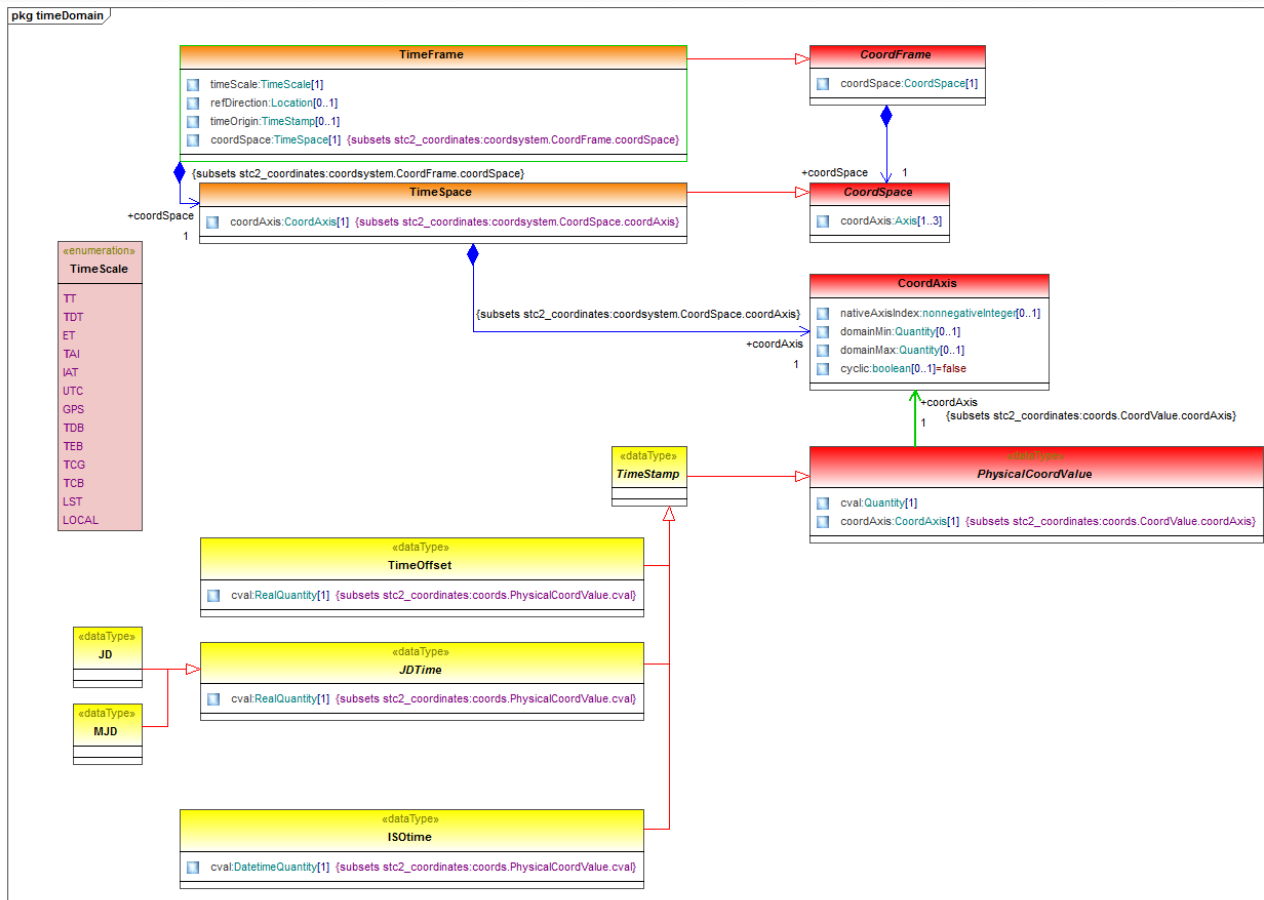 pkg timeDomain
TimeFrame
timeScale:TimeScale[1]
refDirection:Location[0..1]
timeOrigin:TimeStamp[0..1]
coordSpace:TimeSpace[1] {subsets stc2_coordinates:coordsystem.CoordFrame.coordSpace}
CoordFrame
coordSpace:CoordSpace[1]
{subsets stc2_coordinates:coordsystem.CoordFrame.coordSpace}
+coordSpace
1
+coordSpace
1
TimeSpace
coordAxis:CoordAxis[1] {subsets stc2_coordinates:coordsystem.CoordSpace.coordAxis}
CoordSpace
coordAxis:Axis[1..3]
«enumeration»
TimeScale
TT
TDT
ET
TAI
IAT
UTC
GPS
TDB
TEB
TCG
TCB
LST
LOCAL
{subsets stc2_coordinates:coordsystem.CoordSpace.coordAxis}
+coordAxis
1
CoordAxis
nativeAxisIndex:nonnegativeInteger[0..1]
domainMin:Quantity[0..1]
domainMax:Quantity[0..1]
cyclic:boolean[0..1]=false
+coordAxis
{subsets stc2_coordinates:coords.CoordValue.coordAxis}
1
«dataType»
TimeStamp
«dataType»
PhysicalCoordValue
cval:Quantity[1]
coordAxis:CoordAxis[1] {subsets stc2_coordinates:coords.CoordValue.coordAxis}
«dataType»
TimeOffset
cval:RealQuantity[1] {subsets stc2_coordinates:coords.PhysicalCoordValue.cval}
«dataType»
JD
«dataType»
JDTime
cval:RealQuantity[1] {subsets stc2_coordinates:coords.PhysicalCoordValue.cval}
«dataType»
MJD
«dataType»
ISOtime
cval:DatetimeQuantity[1] {subsets stc2_coordinates:coords.PhysicalCoordValue.cval}